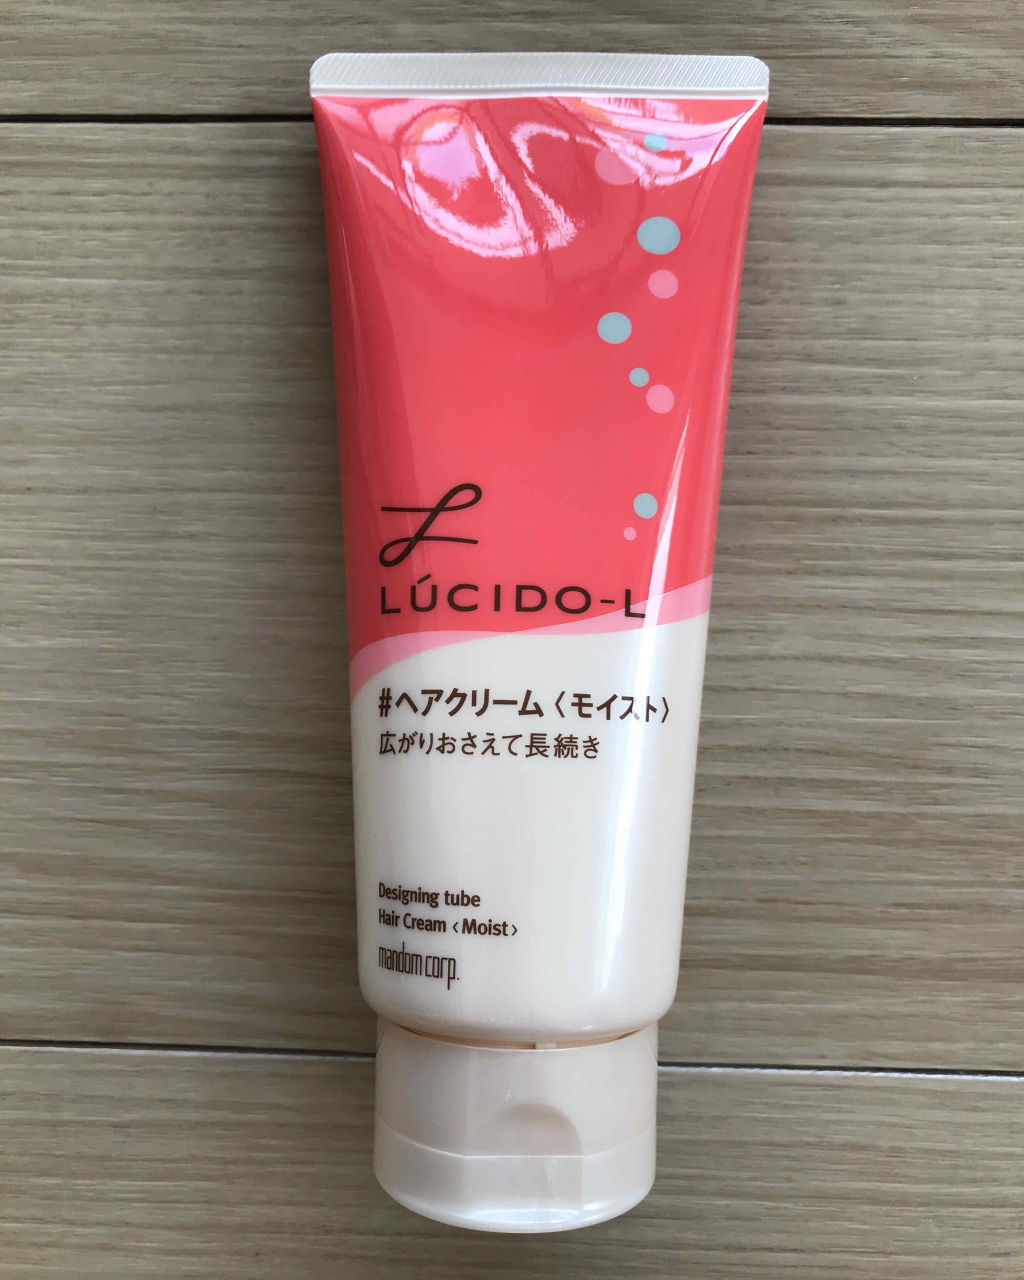 LÚCIDO-L
#ヘアクリーム〈モイスト〉
広がりおさえて長続き
Designing tube
Hair Cream ‹Moist›
mandom corp.